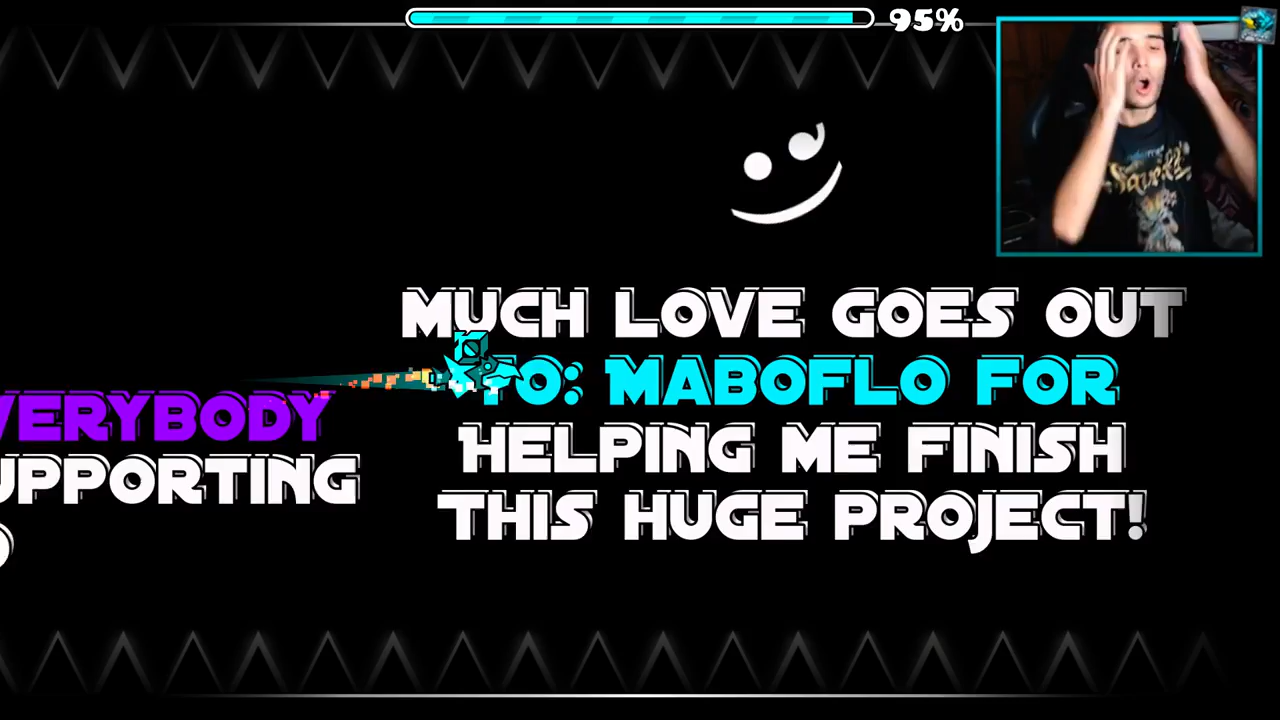 95%
MUCH LOVE GOES OUT
TO: MABOFLO FOR
HELPING ME FINISH
THIS HUGE PROJECT!
VERYBODY
UPPORTING